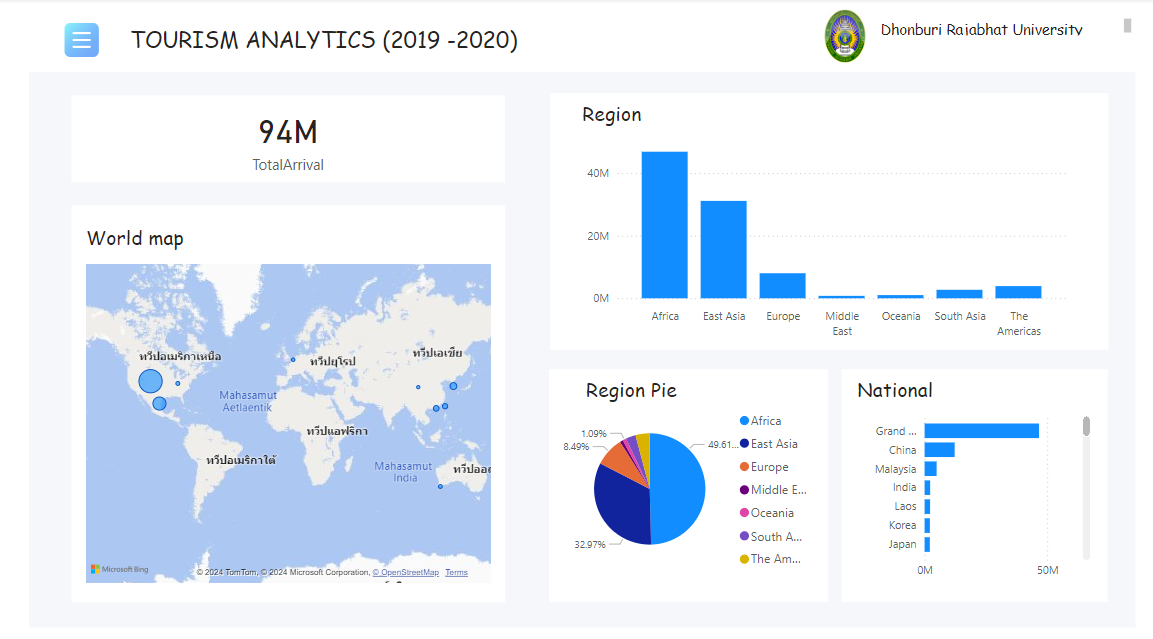 TOURISM ANALYTICS (2019 -2020)
Dhonburi Rajabhat University
94M
TotalArrival
World map
ทวีปอเมริกาเหนือ
ทวีปยุโรป
ทวีปเอเชีย
Mahasamut
Aetlaentik
ทวีปแอฟริกา
ทวีปอเมริกาใต้
Mahasamut
India
ทวีปออ
Microsoft Bing
© 2024 TomTom, © 2024 Microsoft Corporation, © OpenStreetMap Terms
Region
40M
20M
0M
Africa
East Asia
Europe
Middle
East
Oceania
South Asia
The
Americas
Region Pie
1.09%
8.49%
49.61...
32.97%
Africa
East Asia
Europe
Middle E...
Oceania
South A...
The Am...
National
Grand ...
China
Malaysia
India
Laos
Korea
Japan
0M
50M